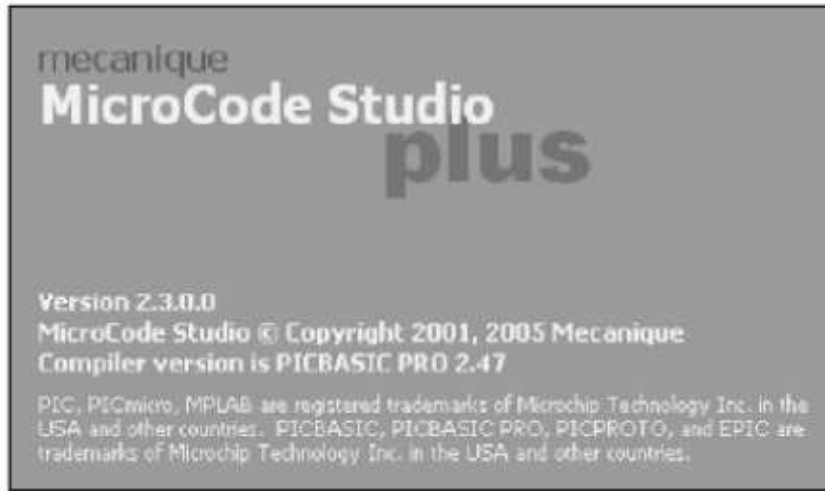 mecanique
MicroCode Studio
plus
Version 2.3.0.0
MicroCode Studio © Copyright 2001, 2005 Mecanique
Compiler version is PICBASIC PRO 2.47
PIC, PICmicro, MPLAB are registered trademarks of Microchip Technology Inc. in the
USA and other countries. PICBASIC, PICBASIC PRO, PICPROTO, and EPIC are
trademarks of Microchip Technology Inc. in the USA and other countries.